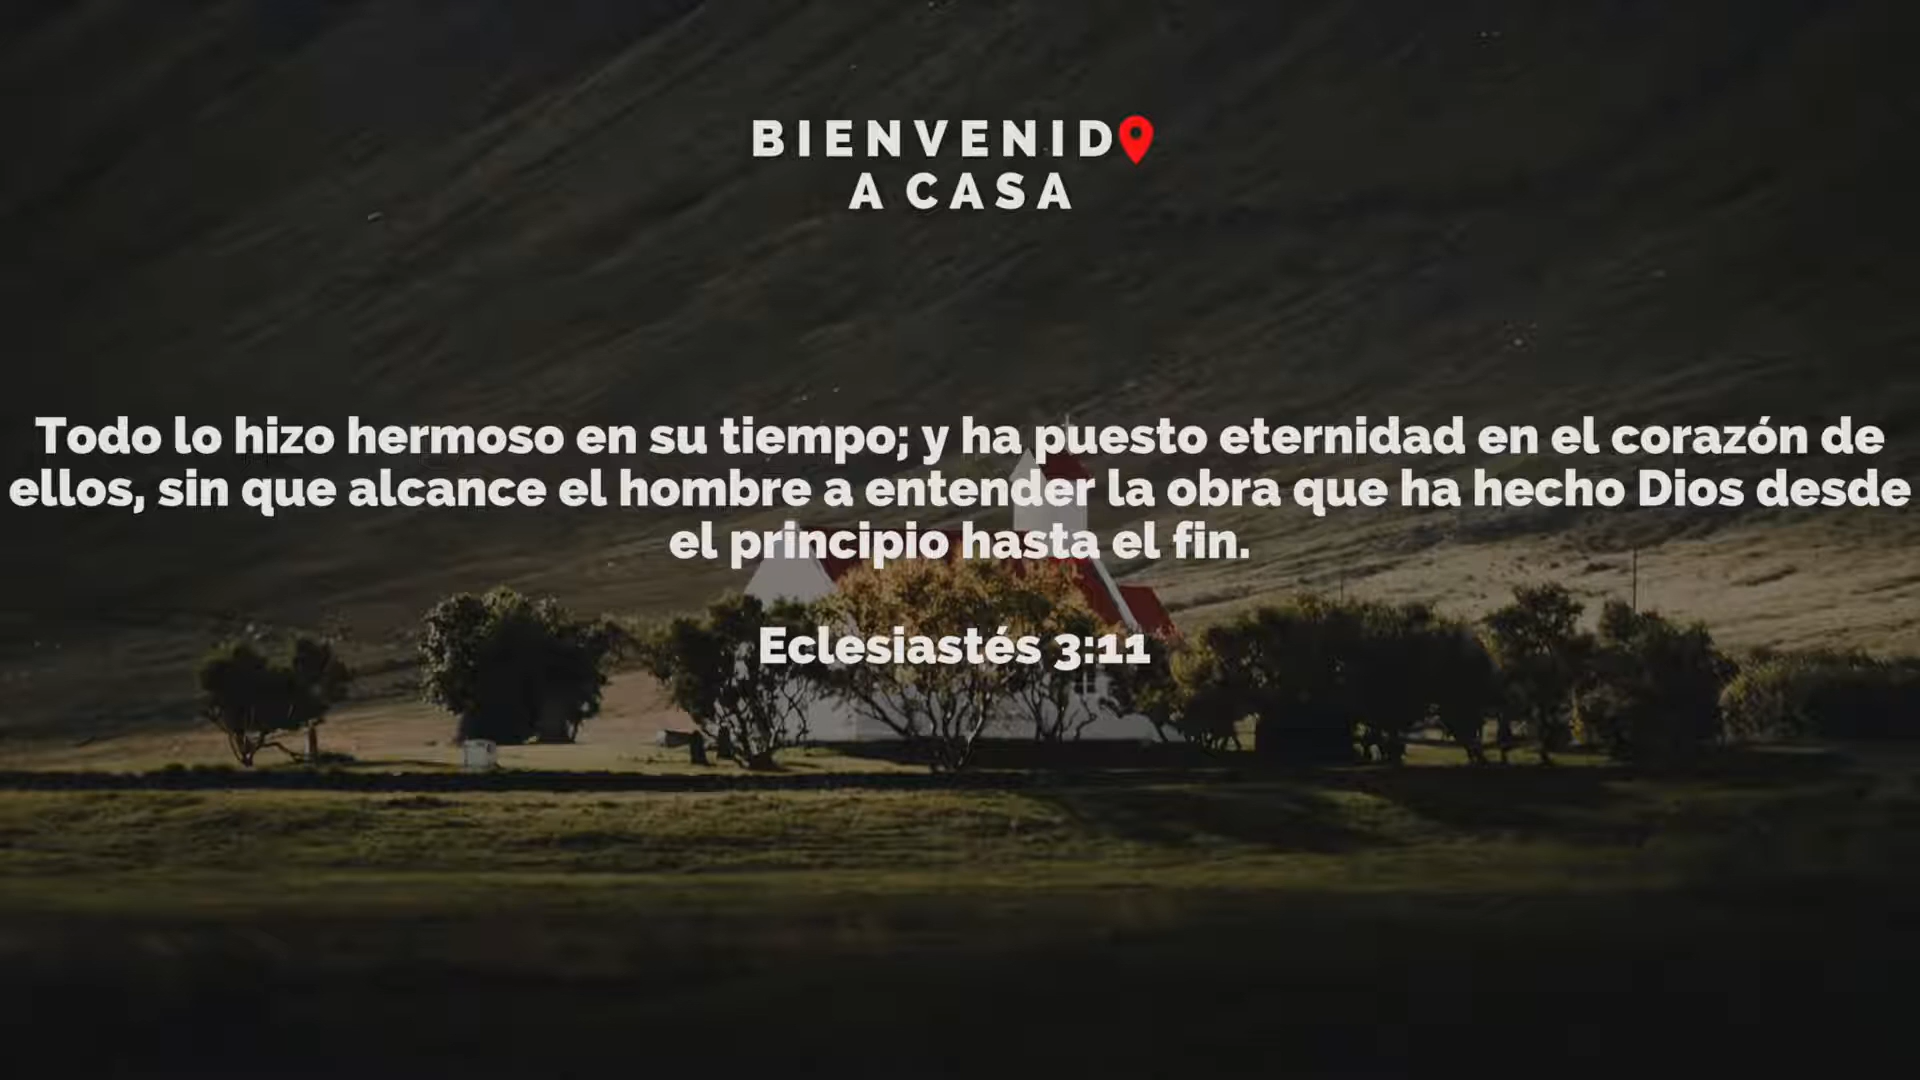 BIENVENID
A CASA
Todo lo hizo hermoso en su tiempo; y ha puesto eternidad en el corazón de
ellos, sin que alcance el hombre a entender la obra que ha hecho Dios desde
el principio hasta el fin.
Eclesiastés 3:11